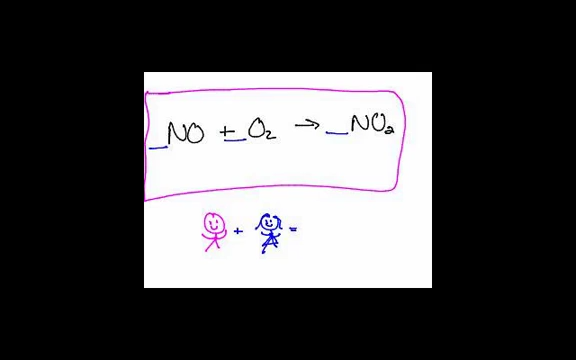 _NO + _O₂ → _NO₂
+ =